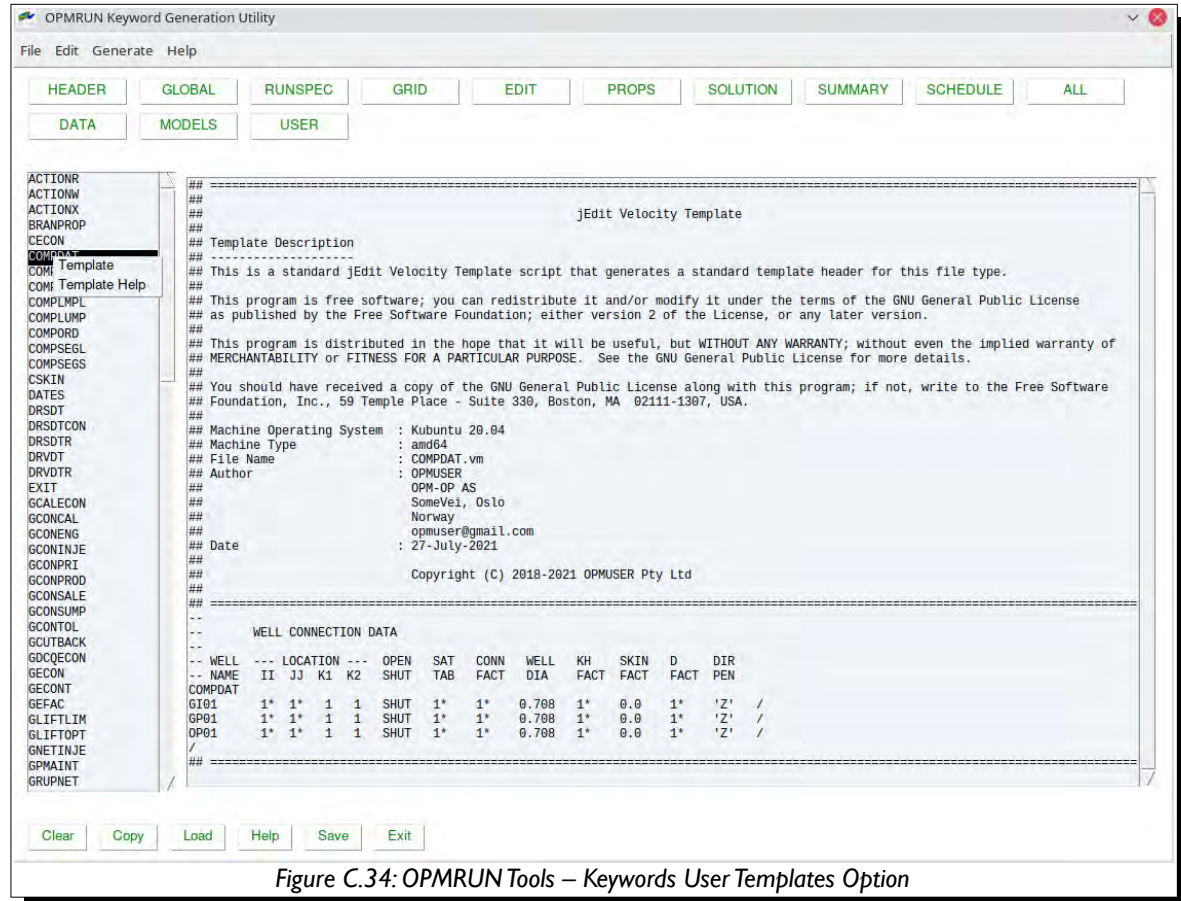 OPMRUN Keyword Generation Utility
File Edit Generate Help
HEADER GLOBAL RUNSPEC GRID EDIT PROPS SOLUTION SUMMARY SCHEDULE ALL
DATA MODELS USER
ACTIONR
ACTIONW
ACTIONX
BRANPROP
CECON
COMPDAT
Template
Template Help
COMPLMPL
COMPLUMP
COMPORD
COMPSEGL
COMPSEGS
CSKIN
DATES
DRSDT
DRSDTCON
DRSDTR
DRVDT
DRVDTR
EXIT
GCALECON
GCONCAL
GCONENG
GCONINJE
GCONPRI
GCONPROD
GCONSALE
GCONSUMP
GCONTOL
GCUTBACK
GDCQECON
GECON
GECONT
GEFAC
GLIFTLIM
GLIFTOPT
GNETINJE
GPMAINT
GRUPNET
## ==================================================================================================================================
##
## jEdit Velocity Template
##
## Template Description
## --------------------
## This is a standard jEdit Velocity Template script that generates a standard template header for this file type.
##
## This program is free software; you can redistribute it and/or modify it under the terms of the GNU General Public License
## as published by the Free Software Foundation; either version 2 of the License, or any later version.
##
## This program is distributed in the hope that it will be useful, but WITHOUT ANY WARRANTY; without even the implied warranty of
## MERCHANTABILITY or FITNESS FOR A PARTICULAR PURPOSE. See the GNU General Public License for more details.
##
## You should have received a copy of the GNU General Public License along with this program; if not, write to the Free Software
## Foundation, Inc., 59 Temple Place - Suite 330, Boston, MA 02111-1307, USA.
##
## Machine Operating System : Kubuntu 20.04
## Machine Type : amd64
## File Name : COMPDAT.vm
## Author : OPMUSER
## OPM-OP AS
## SomeVei, Oslo
## Norway
## opmuser@gmail.com
## Date : 27-July-2021
##
## Copyright (C) 2018-2021 OPMUSER Pty Ltd
##
## ==================================================================================================================================
--
-- WELL CONNECTION DATA
--
-- WELL --- LOCATION --- OPEN SAT CONN WELL KH SKIN D DIR
-- NAME II JJ K1 K2 SHUT TAB FACT DIA FACT FACT FACT PEN
COMPDAT
GI01 1* 1* 1 1 SHUT 1* 1* 0.708 1* 0.0 1* 'Z' /
GP01 1* 1* 1 1 SHUT 1* 1* 0.708 1* 0.0 1* 'Z' /
OP01 1* 1* 1 1 SHUT 1* 1* 0.708 1* 0.0 1* 'Z' /
/
## ==================================================================================================================================
Clear Copy Load Help Save Exit
Figure C.34: OPMRUN Tools – Keywords User Templates Option